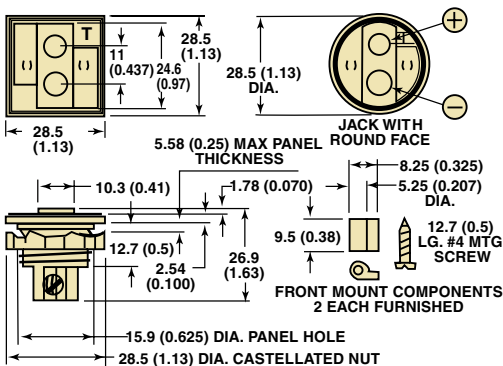 T
11
(0.437)
24.6
(0.97)
28.5
(1.13)
28.5
(1.13)
28.5 (1.13)
DIA.
+
−
JACK WITH
ROUND FACE
5.58 (0.25) MAX PANEL
THICKNESS
10.3 (0.41)
1.78 (0.070)
12.7 (0.5)
2.54
(0.100)
26.9
(1.63)
8.25 (0.325)
5.25 (0.207)
DIA.
9.5 (0.38)
12.7 (0.5)
LG. #4 MTG
SCREW
FRONT MOUNT COMPONENTS
2 EACH FURNISHED
15.9 (0.625) DIA. PANEL HOLE
28.5 (1.13) DIA. CASTELLATED NUT